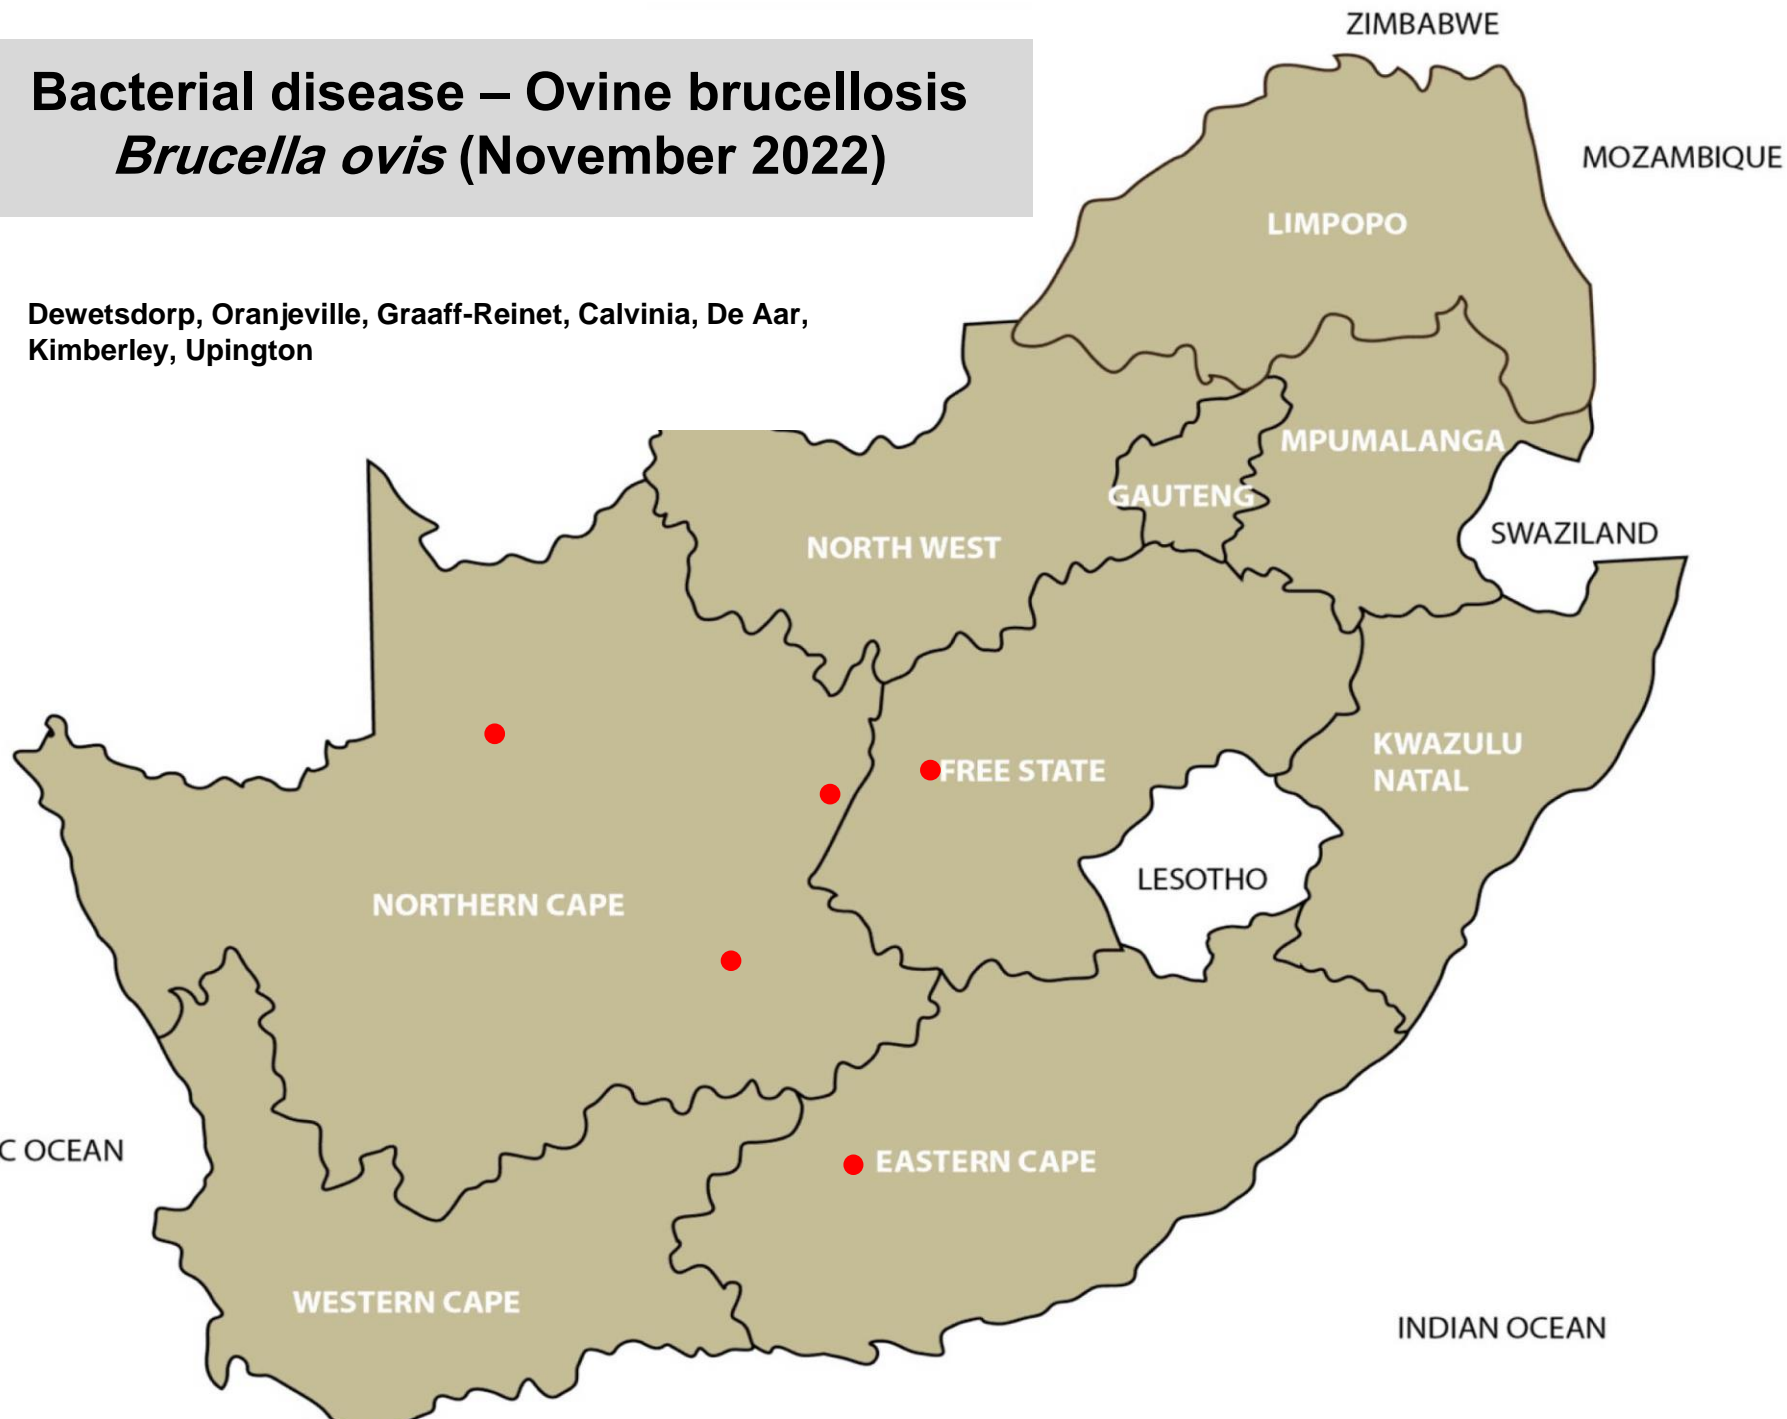 ZIMBABWE
Bacterial disease – Ovine brucellosis
Brucella ovis (November 2022)
MOZAMBIQUE
LIMPOPO
Dewetsdorp, Oranjeville, Graaff-Reinet, Calvinia, De Aar,
Kimberley, Upington
MPUMALANGA
GAUTENG
SWAZILAND
NORTH WEST
KWAZULU
NATAL
FREE STATE
LESOTHO
NORTHERN CAPE
C OCEAN
EASTERN CAPE
WESTERN CAPE
INDIAN OCEAN